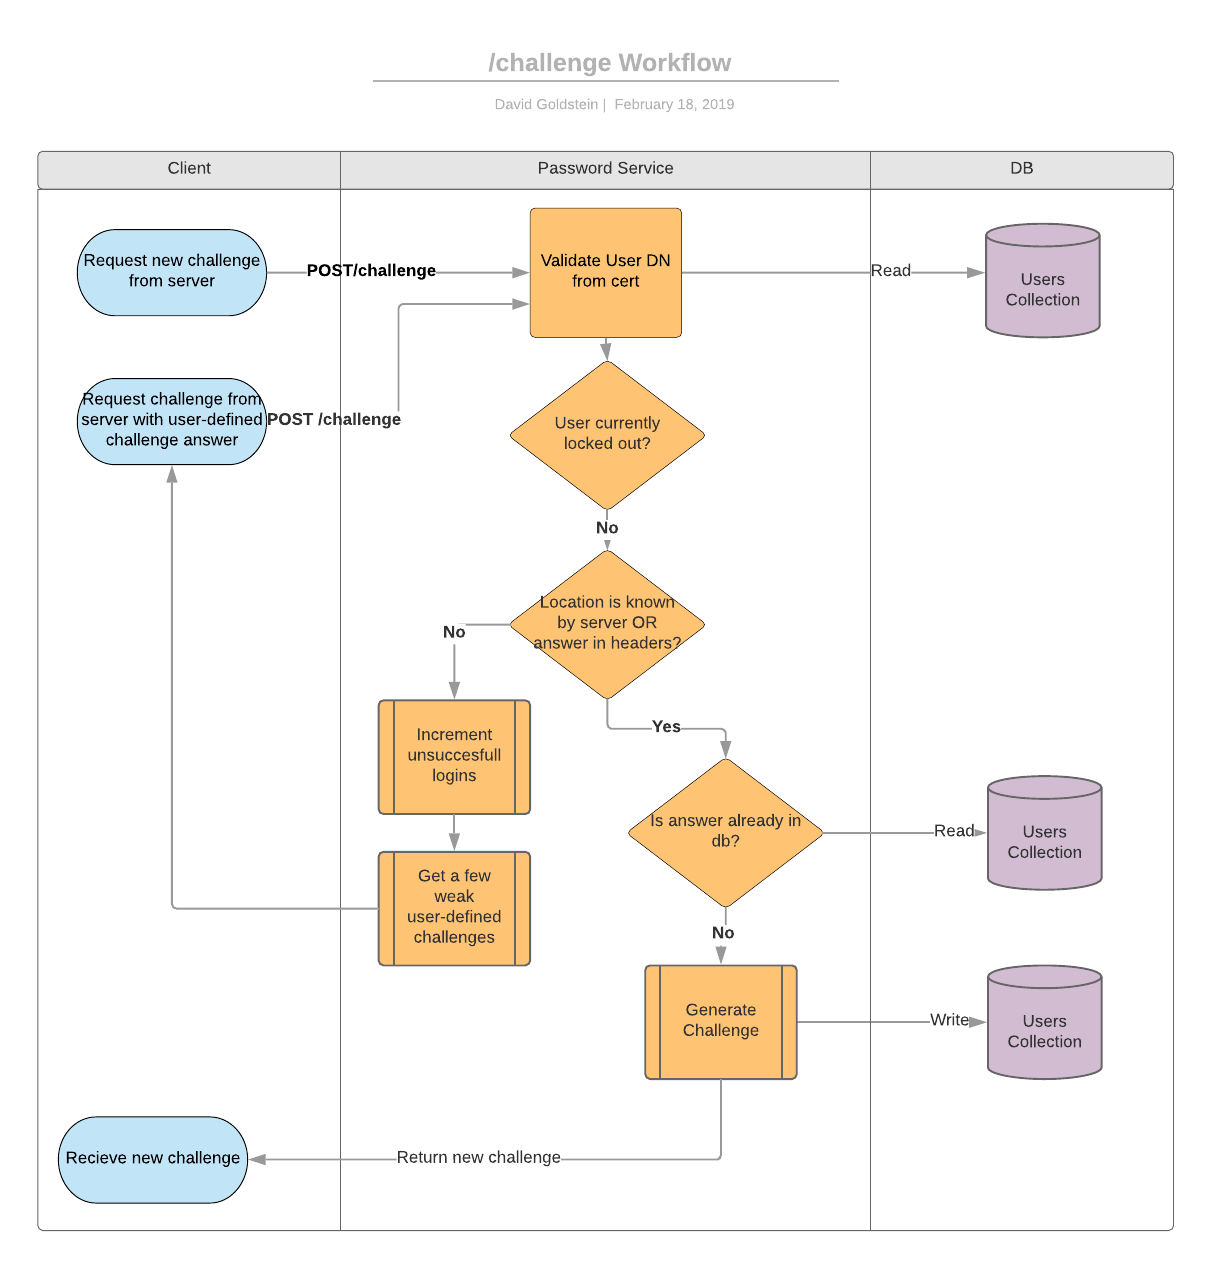 /challenge Workflow
David Goldstein | February 18, 2019
Client
Password Service
DB
Request new challenge
from server
POST/challenge
Validate User DN
from cert
Read
Users
Collection
Request challenge from
server with user-defined
challenge answer
POST /challenge
User currently
locked out?
No
Location is known
by server OR
answer in headers?
No
Yes
Increment
unsuccesfull
logins
Is answer already in
db?
Read
Users
Collection
Get a few
weak
user-defined
challenges
No
Generate
Challenge
Write
Users
Collection
Return new challenge
Recieve new challenge